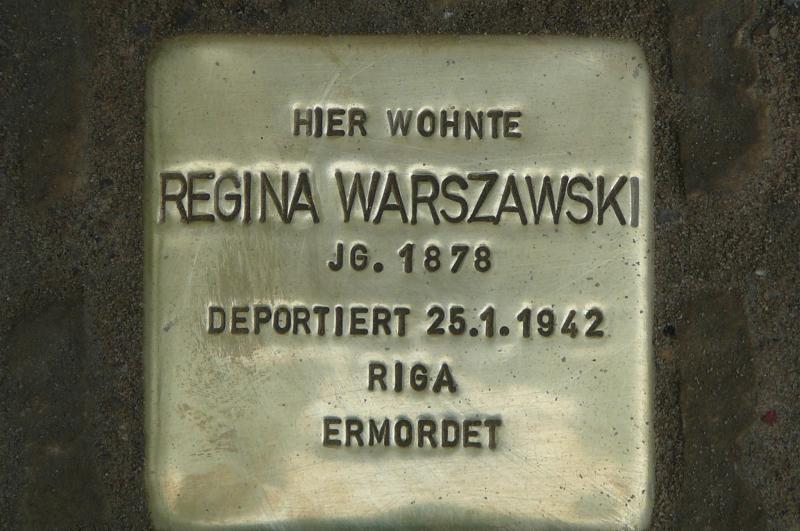 HIER WOHNTE
REGINA WARSZAWSKI
JG. 1878
DEPORTIERT 25.1.1942
RIGA
ERMORDET